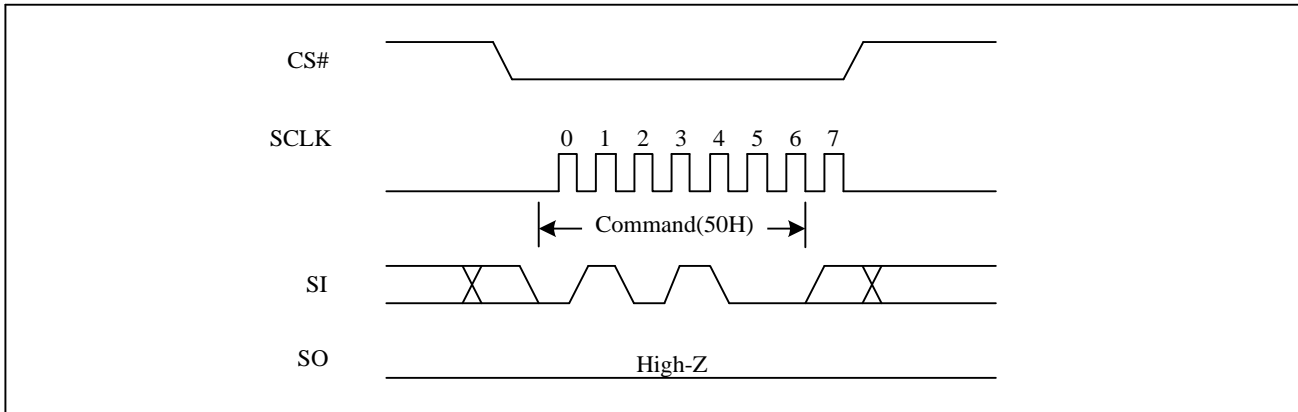 CS#
SCLK
0 1 2 3 4 5 6 7
Command(50H)
SI
SO
High-Z